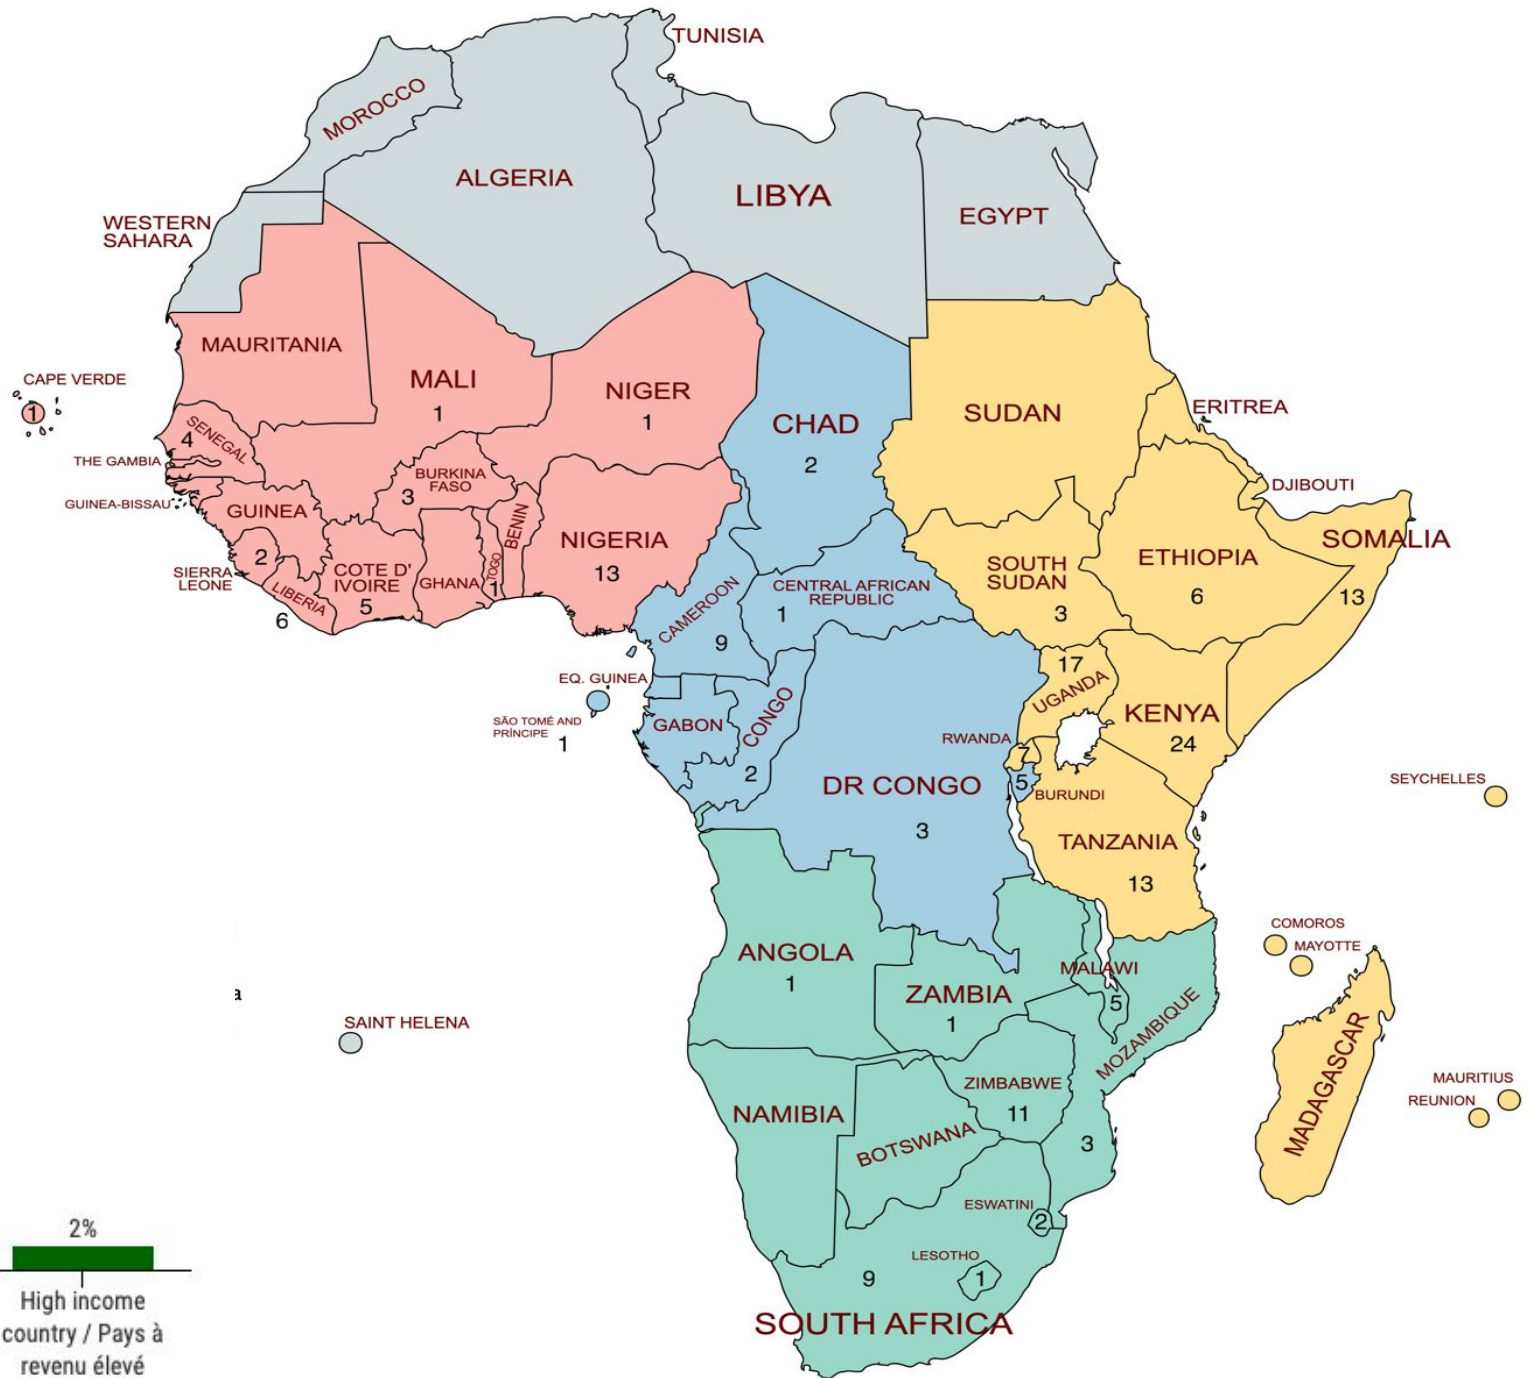 TUNISIA
MOROCCO
ALGERIA
LIBYA
EGYPT
WESTERN
SAHARA
MAURITANIA
MALI
1
NIGER
1
CHAD
2
SUDAN
ERITREA
CAPE VERDE
1
SENEGAL
4
THE GAMBIA
GUINEA-BISSAU
BURKINA
FASO
3
GUINEA
BENIN
NIGERIA
13
DJIBOUTI
SOMALIA
13
ETHIOPIA
6
SOUTH
SUDAN
3
SIERRA
LEONE
2
LIBERIA
6
COTE D'
IVOIRE
5
GHANA
TOGO
1
CENTRAL AFRICAN
REPUBLIC
1
CAMEROON
9
EQ. GUINEA
SÃO TOMÉ AND
PRÍNCIPE
1
GABON
CONGO
2
17
UGANDA
KENYA
24
RWANDA
7
5
BURUNDI
DR CONGO
3
TANZANIA
13
SEYCHELLES
COMOROS
MAYOTTE
ANGOLA
1
ZAMBIA
1
MALAWI
5
MOZAMBIQUE
3
a
SAINT HELENA
MADAGASCAR
MAURITIUS
REUNION
ZIMBABWE
11
NAMIBIA
BOTSWANA
ESWATINI
2
LESOTHO
1
9
SOUTH AFRICA
2%
High income
country / Pays à
revenu élevé